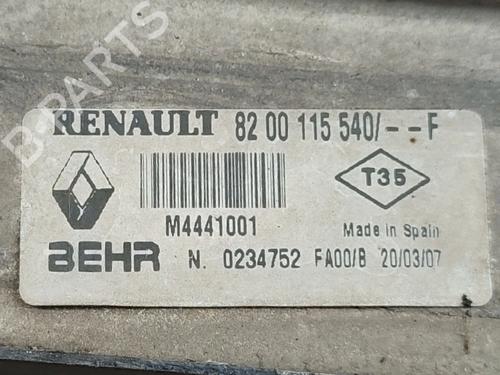 B-PARTS
RENAULT 82 00 115 540/--F
T35
M4441001
Made in Spain
BEHR N. 0234752 FA00/B 20/03/07